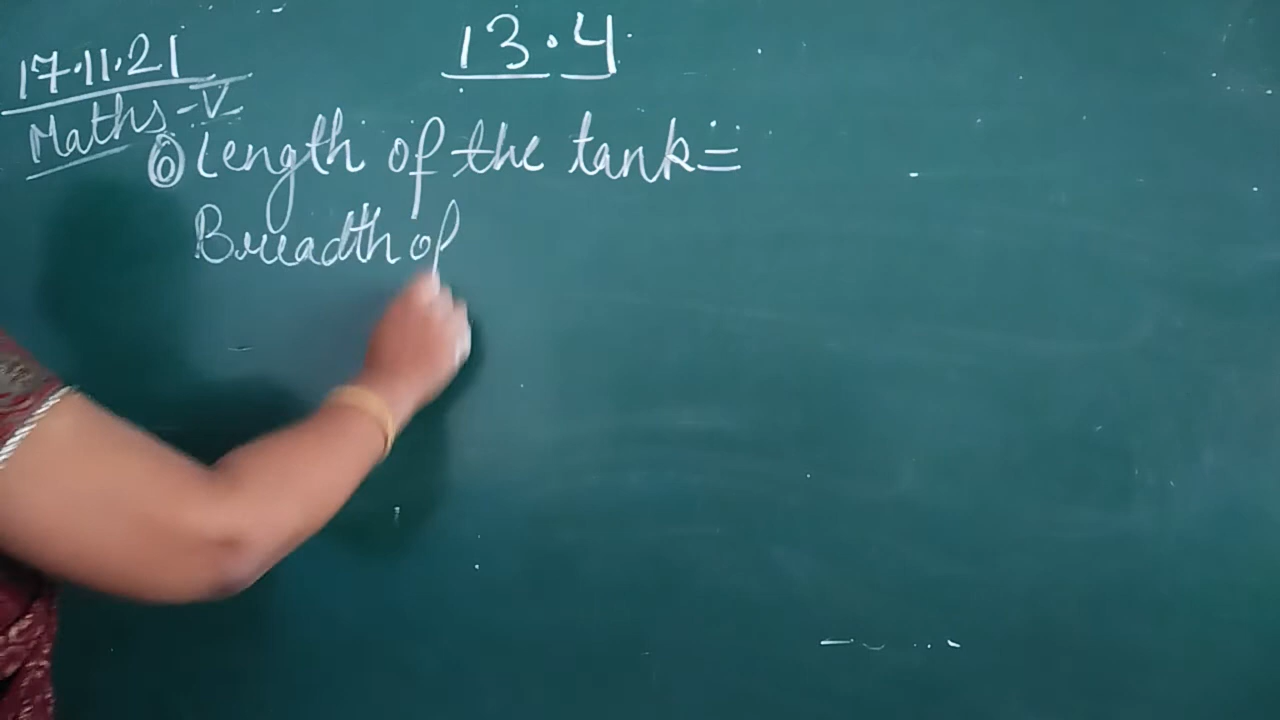 17.11.21
13.4
Maths - V
⑥ Length of the tank =
Breadth of